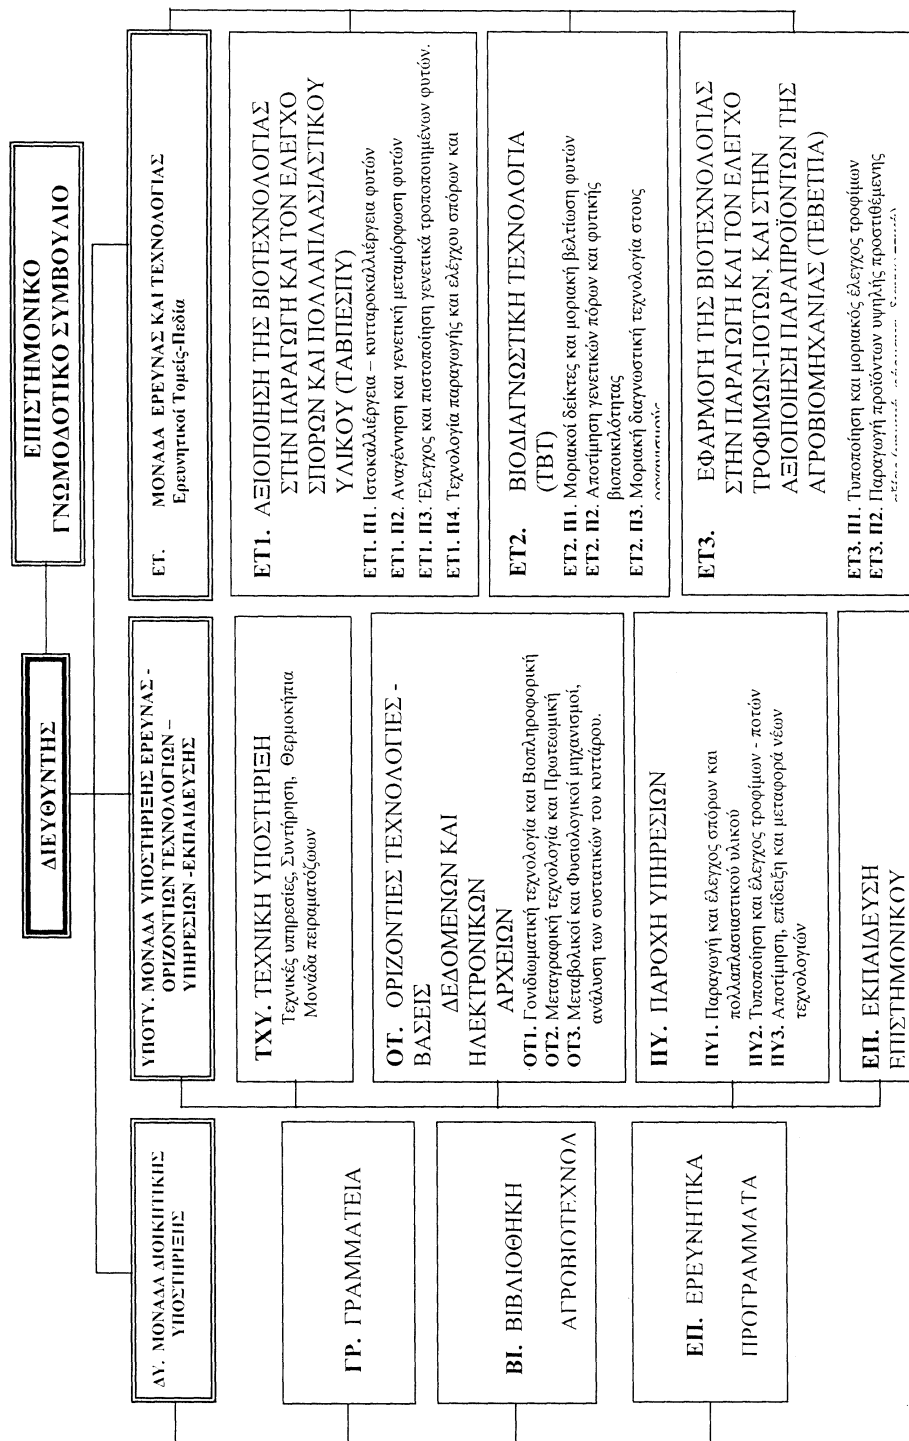 ΕΠΙΣΤΗΜΟΝΙΚΟ
ΓΝΩΜΟΔΟΤΙΚΟ ΣΥΜΒΟΥΛΙΟ
ΔΙΕΥΘΥΝΤΗΣ
ΔΥ. ΜΟΝΑΔΑ ΔΙΟΙΚΗΤΙΚΗΣ
ΥΠΟΣΤΗΡΙΞΗΣ
ΓΡ. ΓΡΑΜΜΑΤΕΙΑ
ΒΙ. ΒΙΒΛΙΟΘΗΚΗ
ΑΓΡΟΒΙΟΤΕΧΝΟΛ
ΕΠ. ΕΡΕΥΝΗΤΙΚΑ
ΠΡΟΓΡΑΜΜΑΤΑ
ΥΠΟΤΥ. ΜΟΝΑΔΑ ΥΠΟΣΤΗΡΙΞΗΣ ΕΡΕΥΝΑΣ -
ΟΡΙΖΟΝΤΙΩΝ ΤΕΧΝΟΛΟΓΙΩΝ –
ΥΠΗΡΕΣΙΩΝ -ΕΚΠΑΙΔΕΥΣΗΣ
ΤΧΥ. ΤΕΧΝΙΚΗ ΥΠΟΣΤΗΡΙΞΗ
Τεχνικές υπηρεσίες, Συντήρηση, Θερμοκήπια
Μονάδα πειραματόζωων
ΟΤ. ΟΡΙΖΟΝΤΙΕΣ ΤΕΧΝΟΛΟΓΙΕΣ -
ΒΑΣΕΙΣ
ΔΕΔΟΜΕΝΩΝ ΚΑΙ
ΗΛΕΚΤΡΟΝΙΚΩΝ
ΑΡΧΕΙΩΝ
ΟΤ1. Γονιδιωματική τεχνολογία και Βιοπληροφορική
ΟΤ2. Μεταγραφική τεχνολογία και Πρωτεωμική
ΟΤ3. Μεταβολικοί και Φυσιολογικοί μηχανισμοί,
ανάλυση των συστατικών του κυττάρου.
ΠΥ. ΠΑΡΟΧΗ ΥΠΗΡΕΣΙΩΝ
ΠΥ1. Παραγωγή και έλεγχος σπόρων και
πολλαπλασιαστικού υλικού
ΠΥ2. Τυποποίηση και έλεγχος τροφίμων - ποτών
ΠΥ3. Αποτίμηση, επίδειξη και μεταφορά νέων
τεχνολογιών
ΕΠ. ΕΚΠΑΙΔΕΥΣΗ
ΕΠΙΣΤΗΜΟΝΙΚΟΥ
ΕΤ. ΜΟΝΑΔΑ ΕΡΕΥΝΑΣ ΚΑΙ ΤΕΧΝΟΛΟΓΙΑΣ
Ερευνητικοί Τομείς-Πεδία
ΕΤ1. ΑΞΙΟΠΟΙΗΣΗ ΤΗΣ ΒΙΟΤΕΧΝΟΛΟΓΙΑΣ
ΣΤΗΝ ΠΑΡΑΓΩΓΗ ΚΑΙ ΤΟΝ ΕΛΕΓΧΟ
ΣΠΟΡΩΝ ΚΑΙ ΠΟΛΛΑΠΛΑΣΙΑΣΤΙΚΟΥ
ΥΛΙΚΟΥ (ΤΑΒΠΕΣΠΥ)
ΕΤ1. Π1. Ιστοκαλλιέργεια – κυτταροκαλλιέργεια φυτών
ΕΤ1. Π2. Αναγέννηση και γενετική μεταμόρφωση φυτών
ΕΤ1. Π3. Έλεγχος και πιστοποίηση γενετικά τροποποιημένων φυτών.
ΕΤ1. Π4. Τεχνολογία παραγωγής και ελέγχου σπόρων και
ΕΤ2. ΒΙΟΔΙΑΓΝΩΣΤΙΚΗ ΤΕΧΝΟΛΟΓΙΑ
(ΤΒΤ)
ΕΤ2. Π1. Μοριακοί δείκτες και μοριακή βελτίωση φυτών
ΕΤ2. Π2. Αποτίμηση γενετικών πόρων και φυτικής
βιοποικιλότητας
ΕΤ2. Π3. Μοριακή διαγνωστική τεχνολογία στους
οργανισμούς
ΕΤ3. ΕΦΑΡΜΟΓΗ ΤΗΣ ΒΙΟΤΕΧΝΟΛΟΓΙΑΣ
ΣΤΗΝ ΠΑΡΑΓΩΓΗ ΚΑΙ ΤΟΝ ΕΛΕΓΧΟ
ΤΡΟΦΙΜΩΝ-ΠΟΤΩΝ, ΚΑΙ ΣΤΗΝ
ΑΞΙΟΠΟΙΗΣΗ ΠΑΡΑΠΡΟΪΟΝΤΩΝ ΤΗΣ
ΑΓΡΟΒΙΟΜΗΧΑΝΙΑΣ (ΤΕΒΕΤΠΑ)
ΕΤ3. Π1. Τυποποίηση και μοριακός έλεγχος τροφίμων
ΕΤ3. Π2. Παραγωγή προϊόντων υψηλής προστιθέμενης